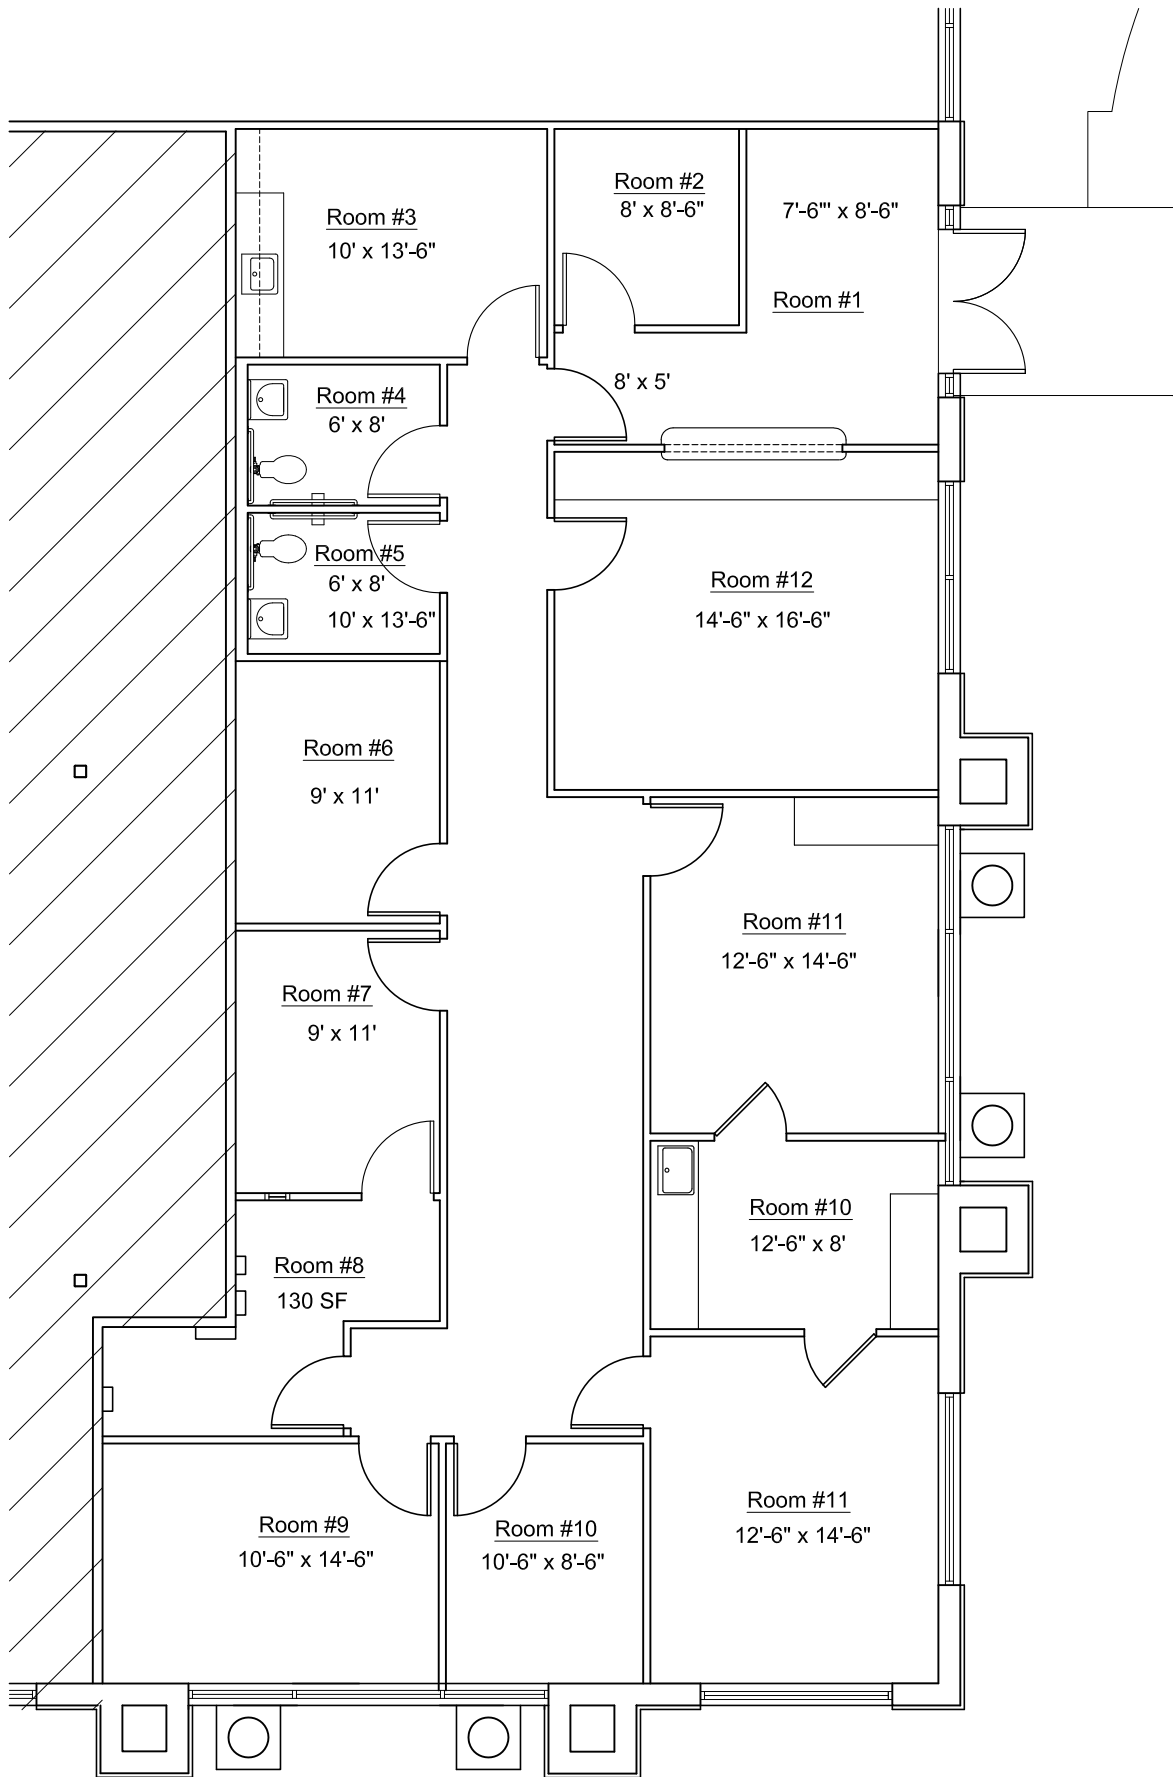 Room #2
8' x 8'-6"
7'-6"' x 8'-6"
Room #3
10' x 13'-6"
Room #1
8' x 5'
Room #4
6' x 8'
Room #5
6' x 8'
10' x 13'-6"
Room #12
14'-6" x 16'-6"
Room #6
9' x 11'
Room #11
12'-6" x 14'-6"
Room #7
9' x 11'
Room #10
12'-6" x 8'
Room #8
130 SF
Room #11
12'-6" x 14'-6"
Room #9
10'-6" x 14'-6"
Room #10
10'-6" x 8'-6"